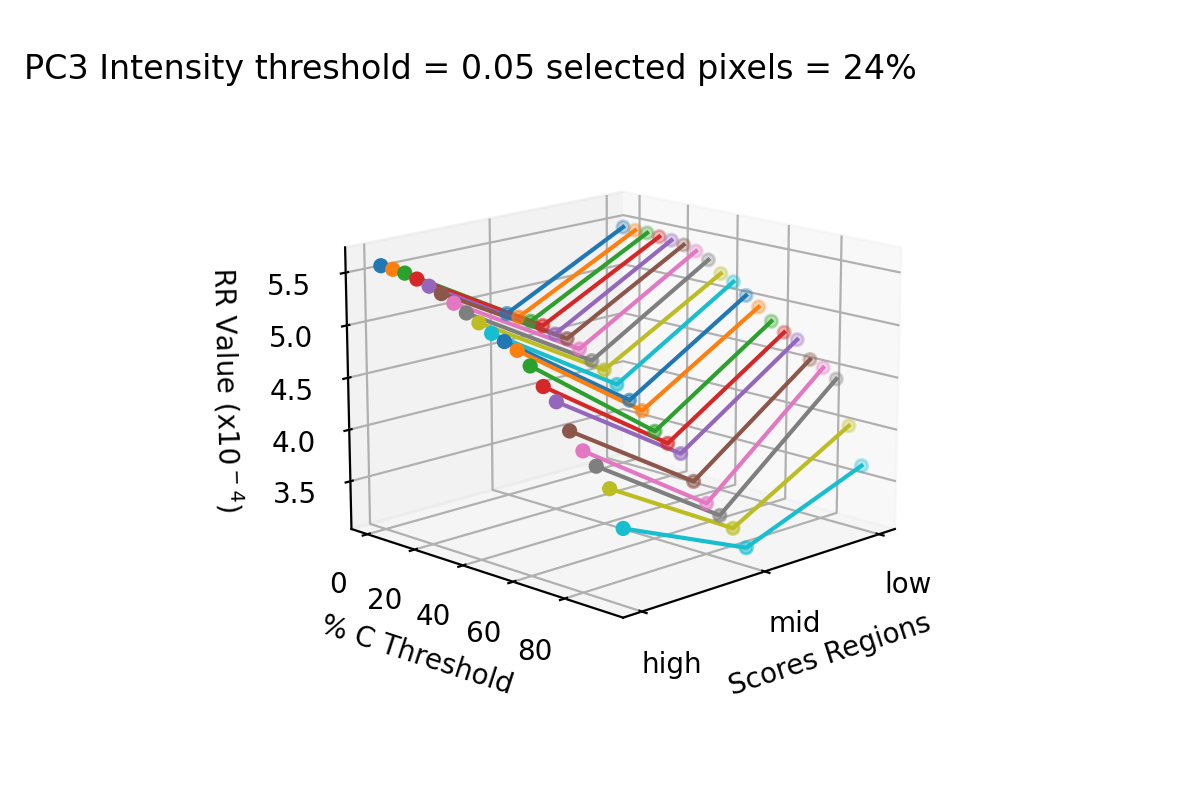 PC3 Intensity threshold = 0.05 selected pixels = 24%
RR Value (x10⁻⁴)
5.5
5.0
4.5
4.0
3.5
0
20
40
60
80
% C Threshold
high
mid
low
Scores Regions